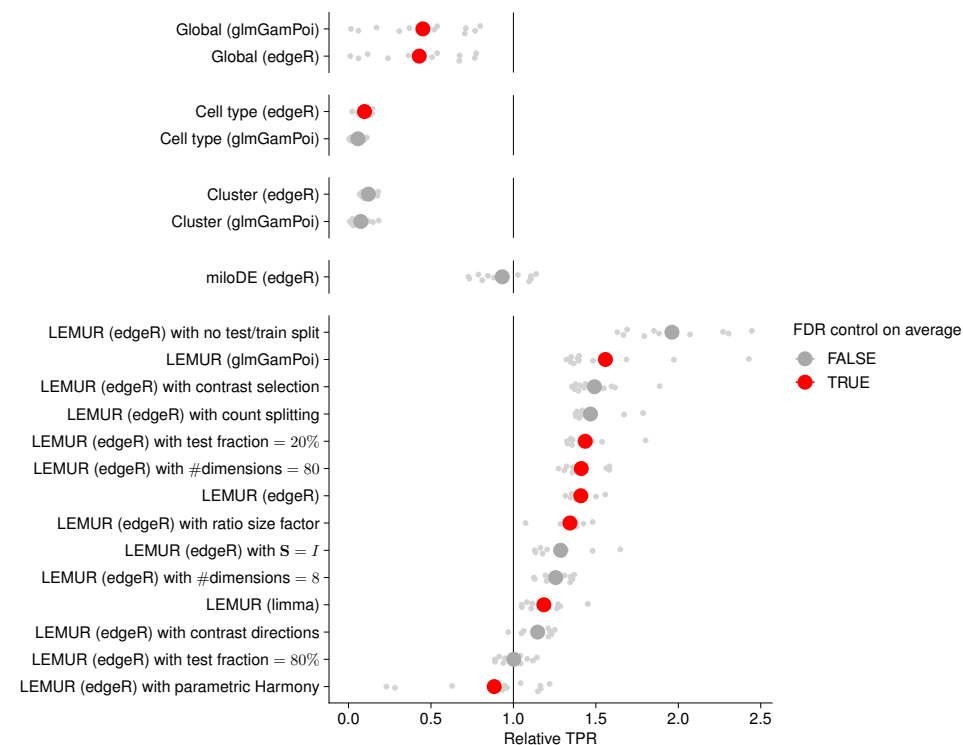 Global (glmGamPoi)
Global (edgeR)
Cell type (edgeR)
Cell type (glmGamPoi)
Cluster (edgeR)
Cluster (glmGamPoi)
miloDE (edgeR)
LEMUR (edgeR) with no test/train split
LEMUR (glmGamPoi)
LEMUR (edgeR) with contrast selection
LEMUR (edgeR) with count splitting
LEMUR (edgeR) with test fraction = 20%
LEMUR (edgeR) with #dimensions = 80
LEMUR (edgeR)
LEMUR (edgeR) with ratio size factor
LEMUR (edgeR) with S = I
LEMUR (edgeR) with #dimensions = 8
LEMUR (limma)
LEMUR (edgeR) with contrast directions
LEMUR (edgeR) with test fraction = 80%
LEMUR (edgeR) with parametric Harmony
0.0 0.5 1.0 1.5 2.0 2.5
Relative TPR
FDR control on average
FALSE
TRUE